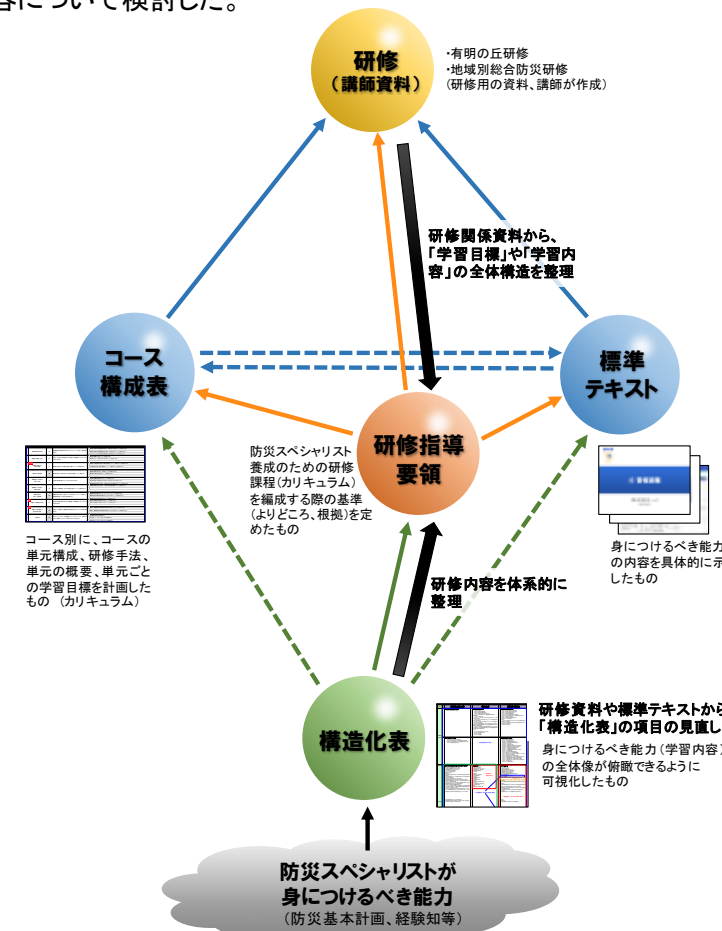 容について検討した。
研修
（講師資料）
・有明の丘研修
・地域別総合防災研修
(研修用の資料、講師が作成)
研修関係資料から、
「学習目標」や「学習内
容」の全体構造を整理
コース
構成表
標準
テキスト
研修指導
要領
防災スペシャリスト
養成のための研修
課程(カリキュラム)
を編成する際の基準
(よりどころ、根拠)を定
めたもの
コース別に、コースの
単元構成、研修手法、
単元の概要、単元ごと
の学習目標を計画した
もの （カリキュラム）
身につけるべき能力
の内容を具体的に示
したもの
研修内容を体系的に
整理
構造化表
研修資料や標準テキストから
「構造化表」の項目の見直し
身につけるべき能力（学習内容）
の全体像が俯瞰できるように
可視化したもの
防災スペシャリストが
身につけるべき能力
（防災基本計画、経験知等）